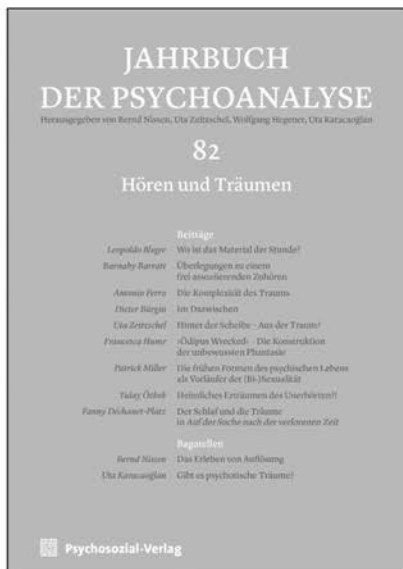 JAHRBUCH
DER PSYCHOANALYSE
Herausgegeben von Bernd Nissen, Uta Zeitzschel, Wolfgang Hegener, Uta Karacaoğlan
82
Hören und Träumen
Beiträge
Leopoldo Bleger Wo ist das Material der Stunde?
Barnaby Barratt Überlegungen zu einem
frei assoziierenden Zuhören
Antonino Ferro Die Komplexität des Traums
Dieter Bürgin Im Dazwischen
Uta Zeitzschel Hinter der Scheibe – Aus der Traum?
Francesca Hume »Ödipus Wrecked« – Die Konstruktion
der unbewussten Phantasie
Patrick Miller Die frühen Formen des psychischen Lebens
als Vorläufer der (Bi-)Sexualität
Tülay Özbek Heimliches Erträumen des Unerhörten?!
Fanny Déchanet-Platz Der Schlaf und die Träume
in Auf der Suche nach der verlorenen Zeit
Bagatellen
Bernd Nissen Das Erleben von Auflösung
Uta Karacaoğlan Gibt es psychotische Träume?
Psychosozial-Verlag